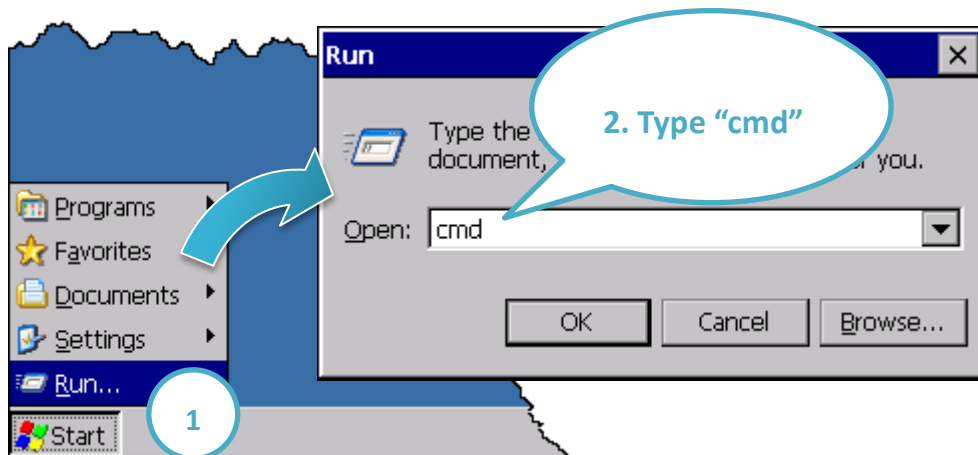 Programs
Favorites
Documents
Settings
Run...
Start
1
Run
2. Type “cmd”
Type the
document, you.
Open: cmd
OK Cancel Browse...